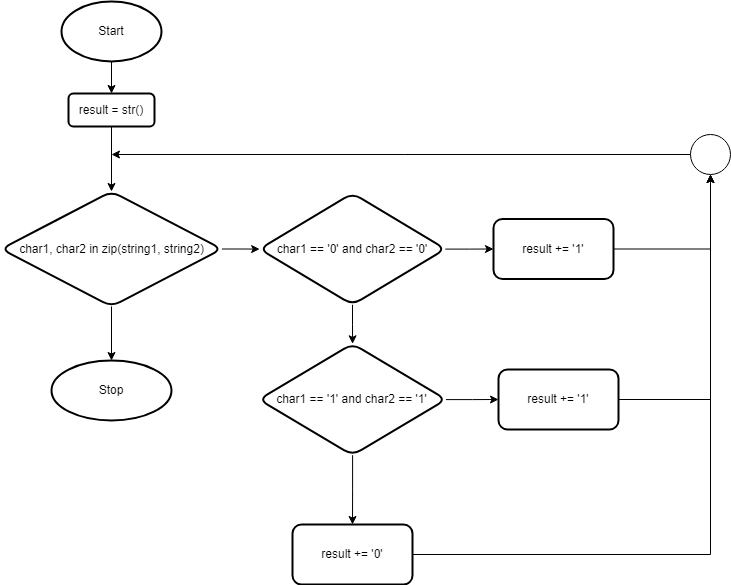 Start
result = str()
char1, char2 in zip(string1, string2)
char1 == '0' and char2 == '0'
result += '1'
Stop
char1 == '1' and char2 == '1'
result += '1'
result += '0'